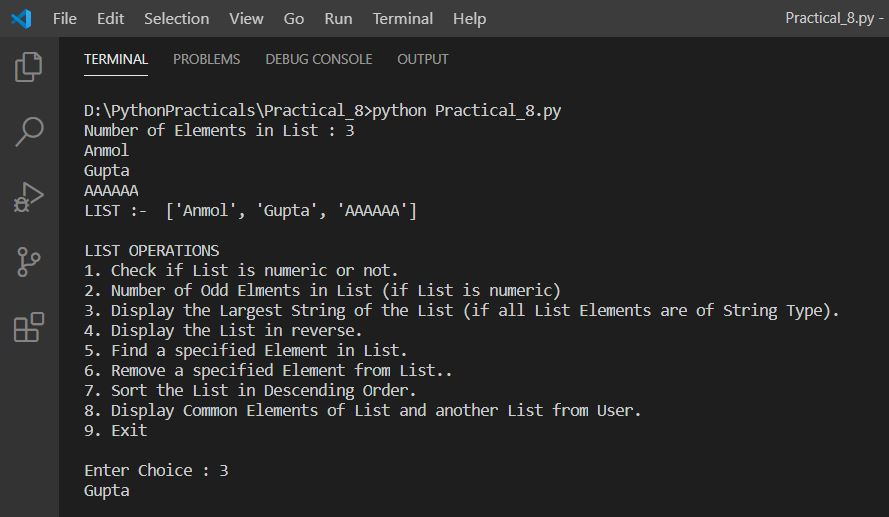 File Edit Selection View Go Run Terminal Help Practical_8.py -
TERMINAL PROBLEMS DEBUG CONSOLE OUTPUT
D:\PythonPracticals\Practical_8>python Practical_8.py
Number of Elements in List : 3
Anmol
Gupta
AAAAAA
LIST :-  ['Anmol', 'Gupta', 'AAAAAA']
LIST OPERATIONS
1. Check if List is numeric or not.
2. Number of Odd Elments in List (if List is numeric)
3. Display the Largest String of the List (if all List Elements are of String Type).
4. Display the List in reverse.
5. Find a specified Element in List.
6. Remove a specified Element from List..
7. Sort the List in Descending Order.
8. Display Common Elements of List and another List from User.
9. Exit
Enter Choice : 3
Gupta